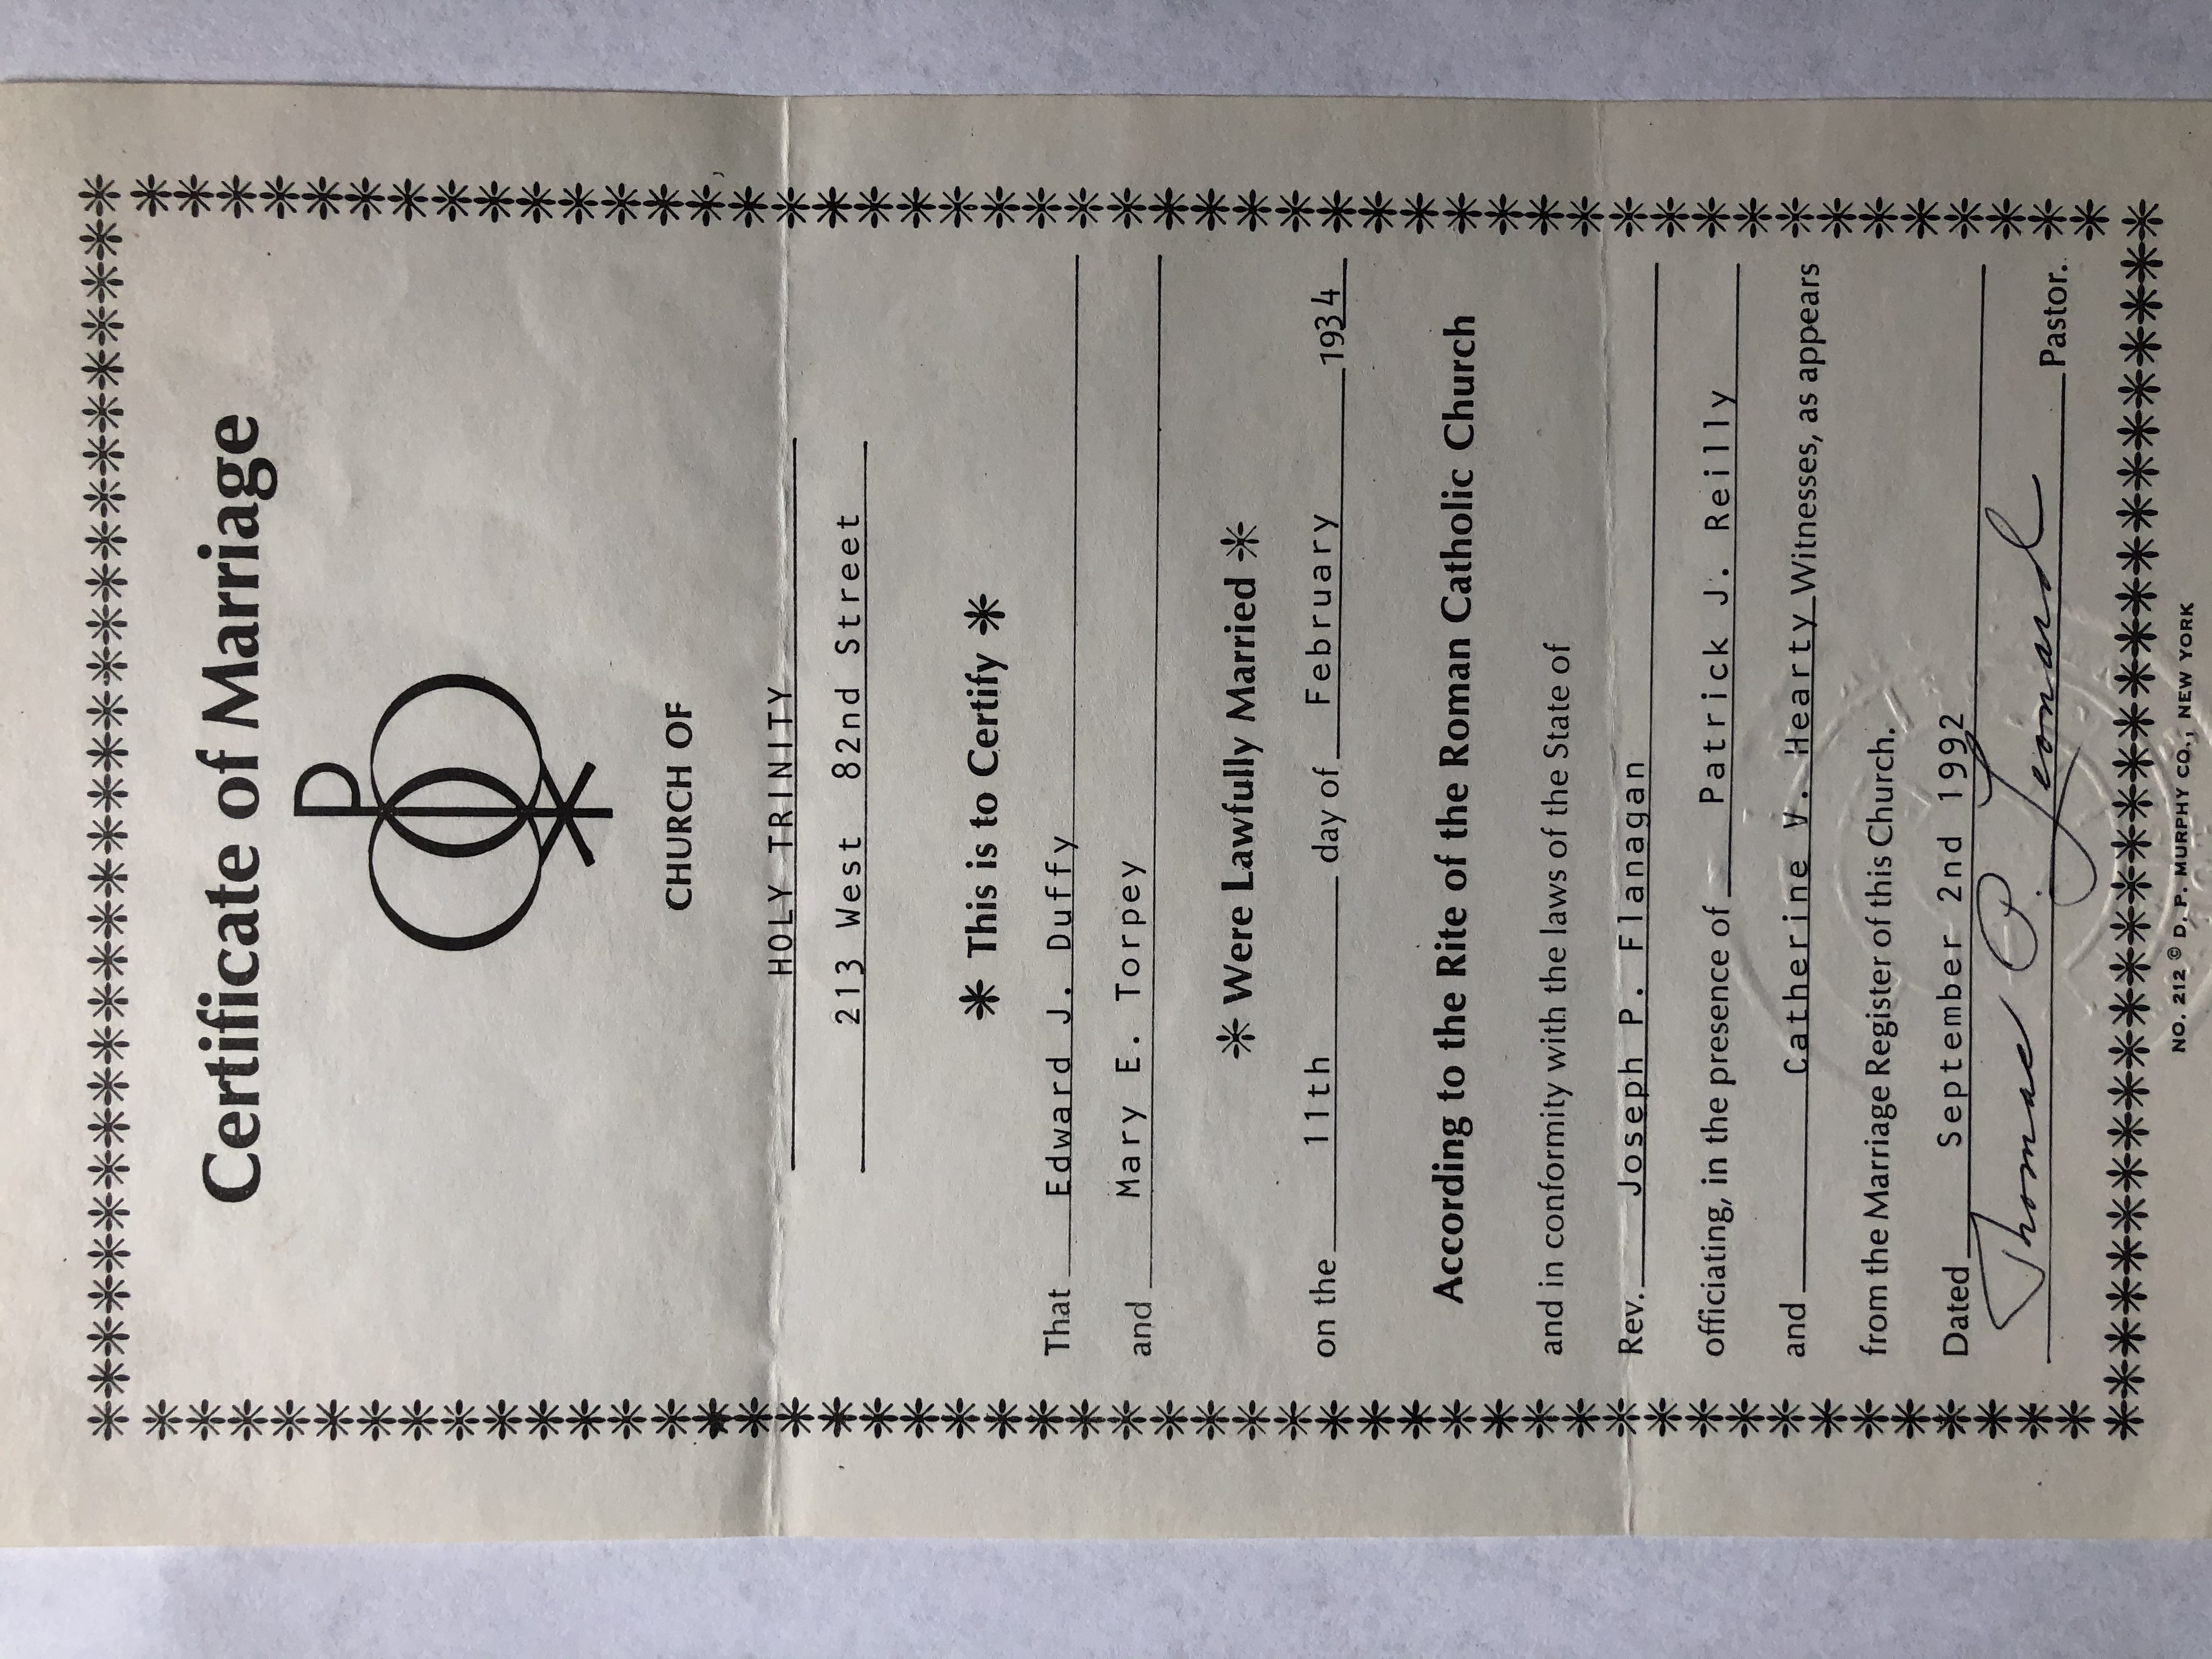 Certificate of Marriage
CHURCH OF
HOLY TRINITY
213 West 82nd Street
This is to Certify
That Edward J. Duffy
and Mary E. Torpey
Were Lawfully Married
on the 11th day of February 1934
According to the Rite of the Roman Catholic Church
and in conformity with the laws of the State of
Rev. Joseph P. Flanagan
officiating, in the presence of Patrick J. Reilly
and Catherine V. Hearty Witnesses, as appears
from the Marriage Register of this Church.
Dated September 2nd 1992
Thomas P. Leonard Pastor.
NO. 212 © D. P. MURPHY CO., NEW YORK